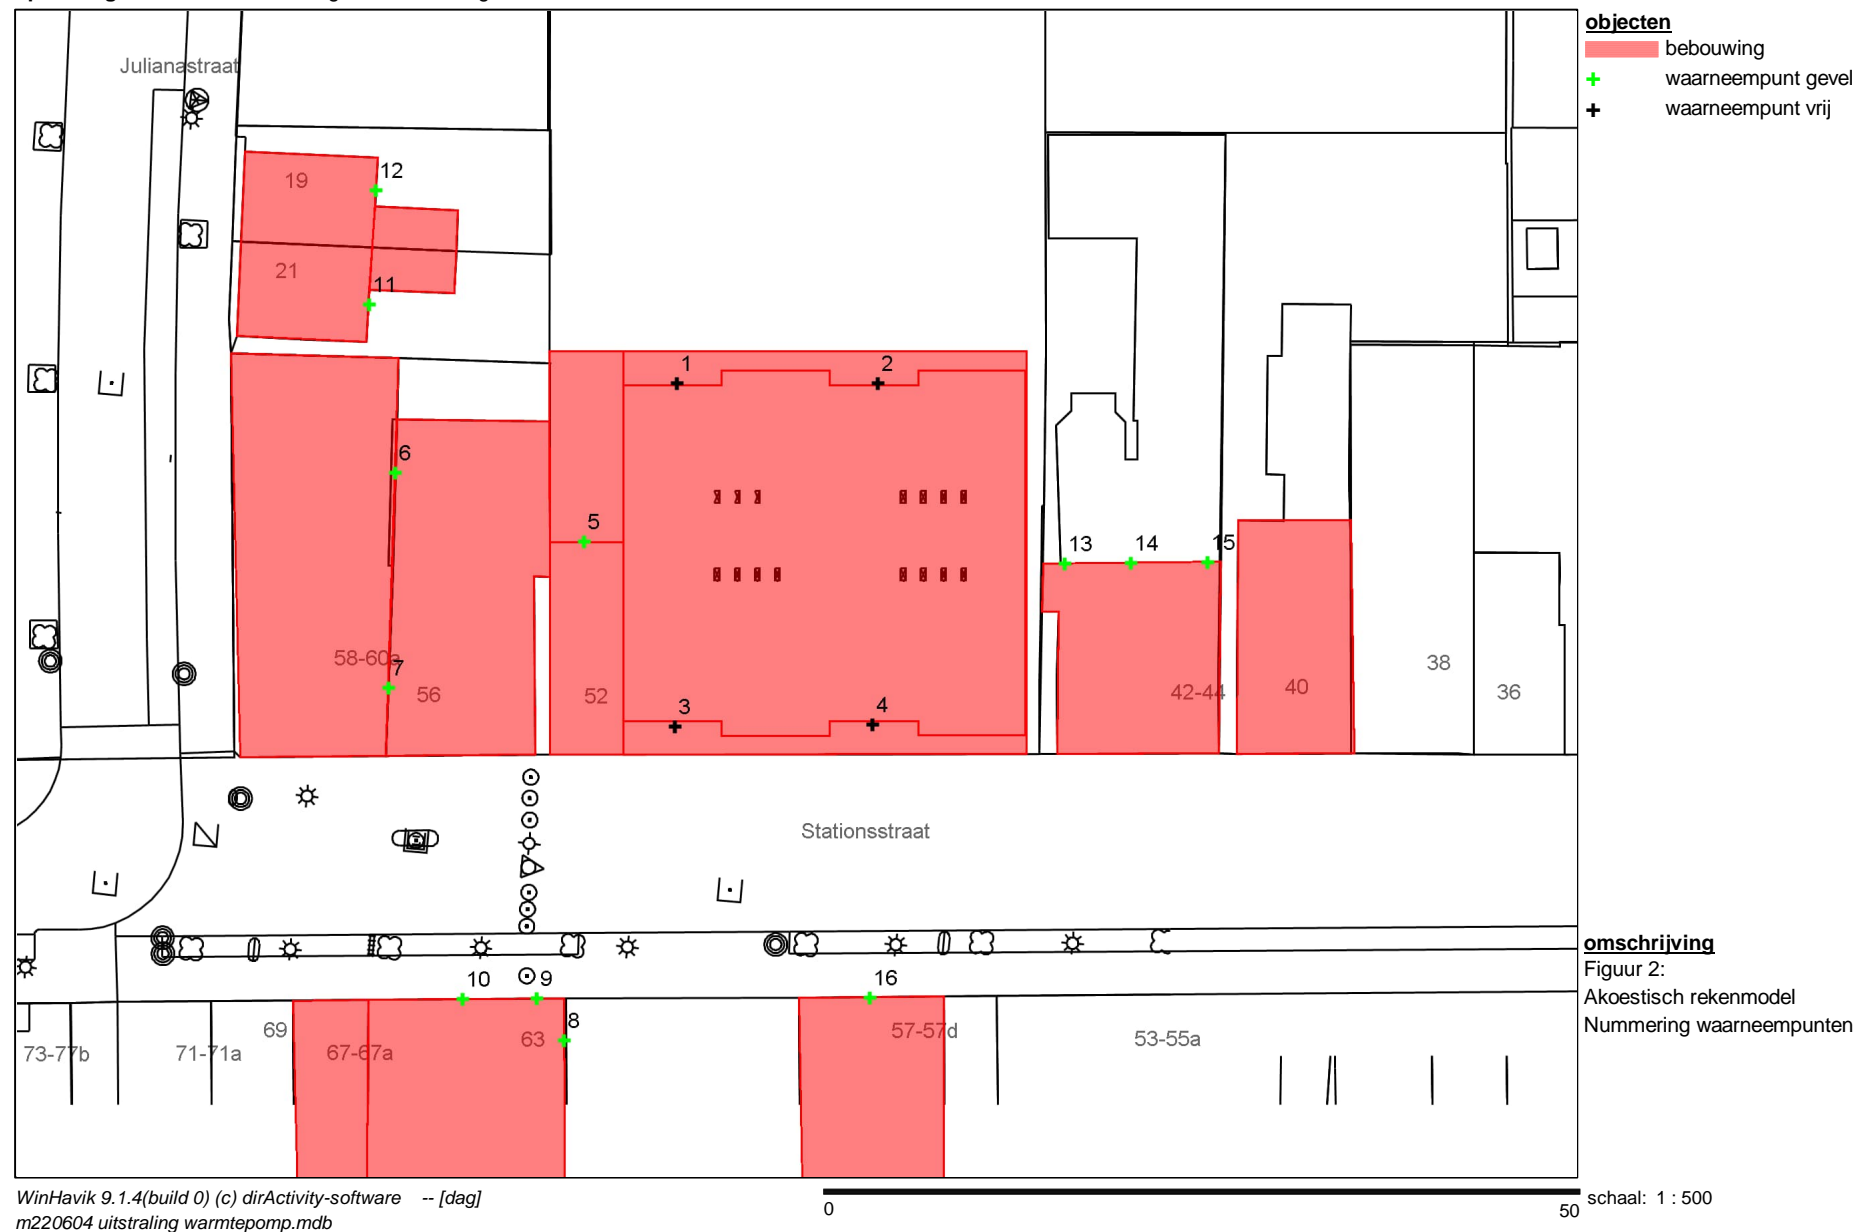 objecten
bebouwing
waarneempunt gevel
waarneempunt vrij
Julianastraat
12
19
21
11
1
2
6
5
13
14
15
58-60a
7
56
52
3
4
42-44
40
38
36
Stationsstraat
10
9
16
8
73-77b
71-71a
69
67-67a
63
57-57d
53-55a
omschrijving
Figuur 2:
Akoestisch rekenmodel
Nummering waarneempunten
WinHavik 9.1.4(build 0) (c) dirActivity-software -- [dag]
m220604 uitstraling warmtepomp.mdb
0
50
schaal: 1 : 500